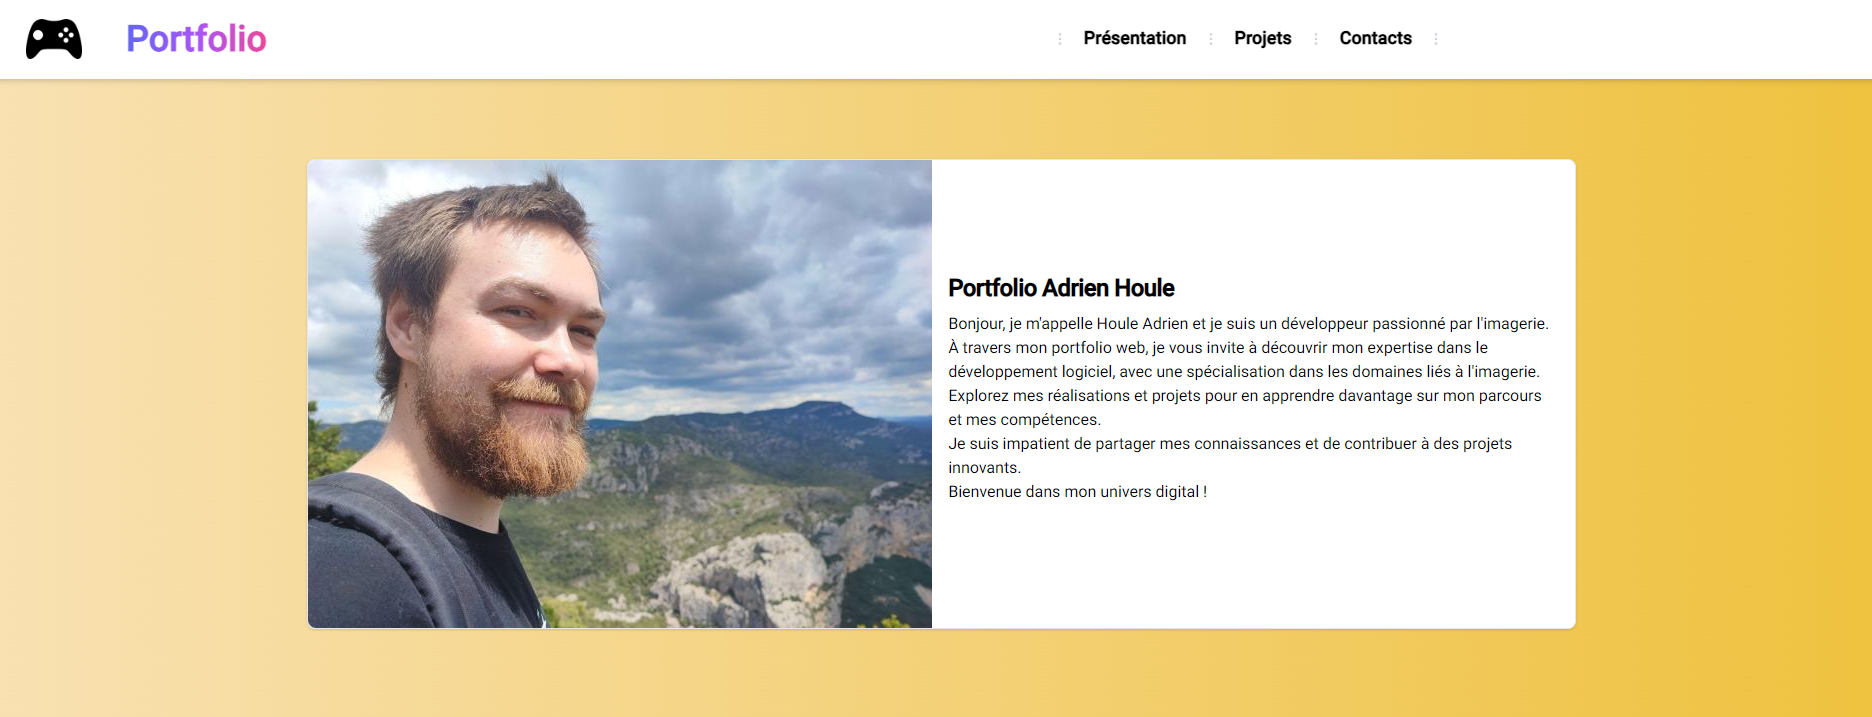 Portfolio
Présentation
Projets
Contacts
Portfolio Adrien Houle
Bonjour, je m'appelle Houle Adrien et je suis un développeur passionné par l'imagerie.
À travers mon portfolio web, je vous invite à découvrir mon expertise dans le
développement logiciel, avec une spécialisation dans les domaines liés à l'imagerie.
Explorez mes réalisations et projets pour en apprendre davantage sur mon parcours
et mes compétences.
Je suis impatient de partager mes connaissances et de contribuer à des projets
innovants.
Bienvenue dans mon univers digital !